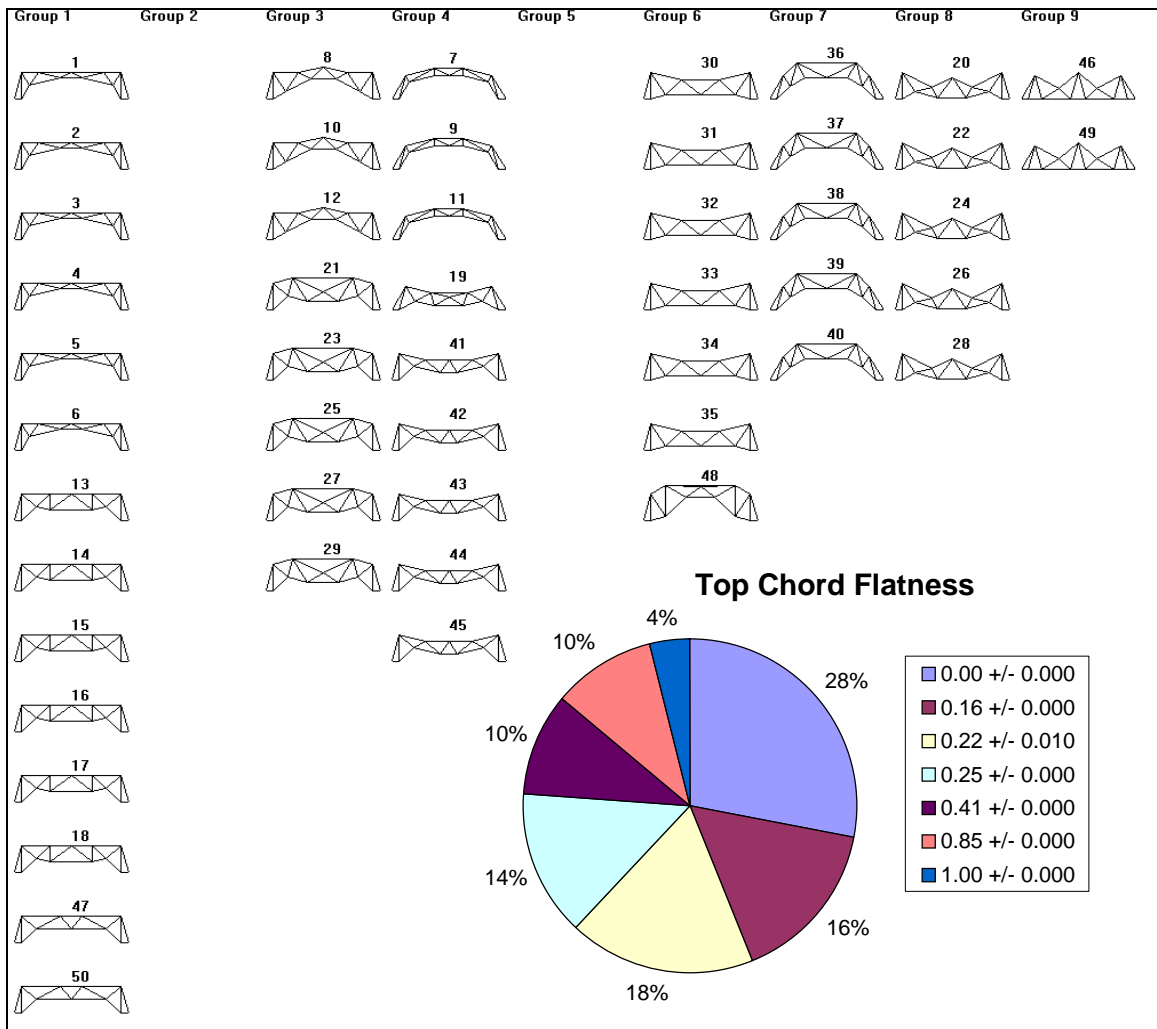 Group 1 Group 2 Group 3 Group 4 Group 5 Group 6 Group 7 Group 8 Group 9
1 8 7 30 36 20 46
2 10 9 31 37 22 49
3 12 11 32 38 24
4 21 19 33 39 26
5 23 41 34 40 28
6 25 42 35
13 27 43 48
14 29 44
15 45
16
17
18
47
50
Top Chord Flatness
4%
10%
28%
10%
14%
16%
18%
0.00 +/- 0.000
0.16 +/- 0.000
0.22 +/- 0.010
0.25 +/- 0.000
0.41 +/- 0.000
0.85 +/- 0.000
1.00 +/- 0.000